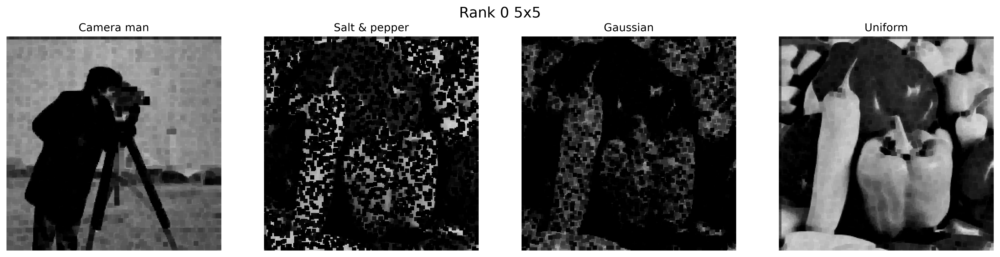 Rank 0 5x5
Camera man
Salt & pepper
Gaussian
Uniform